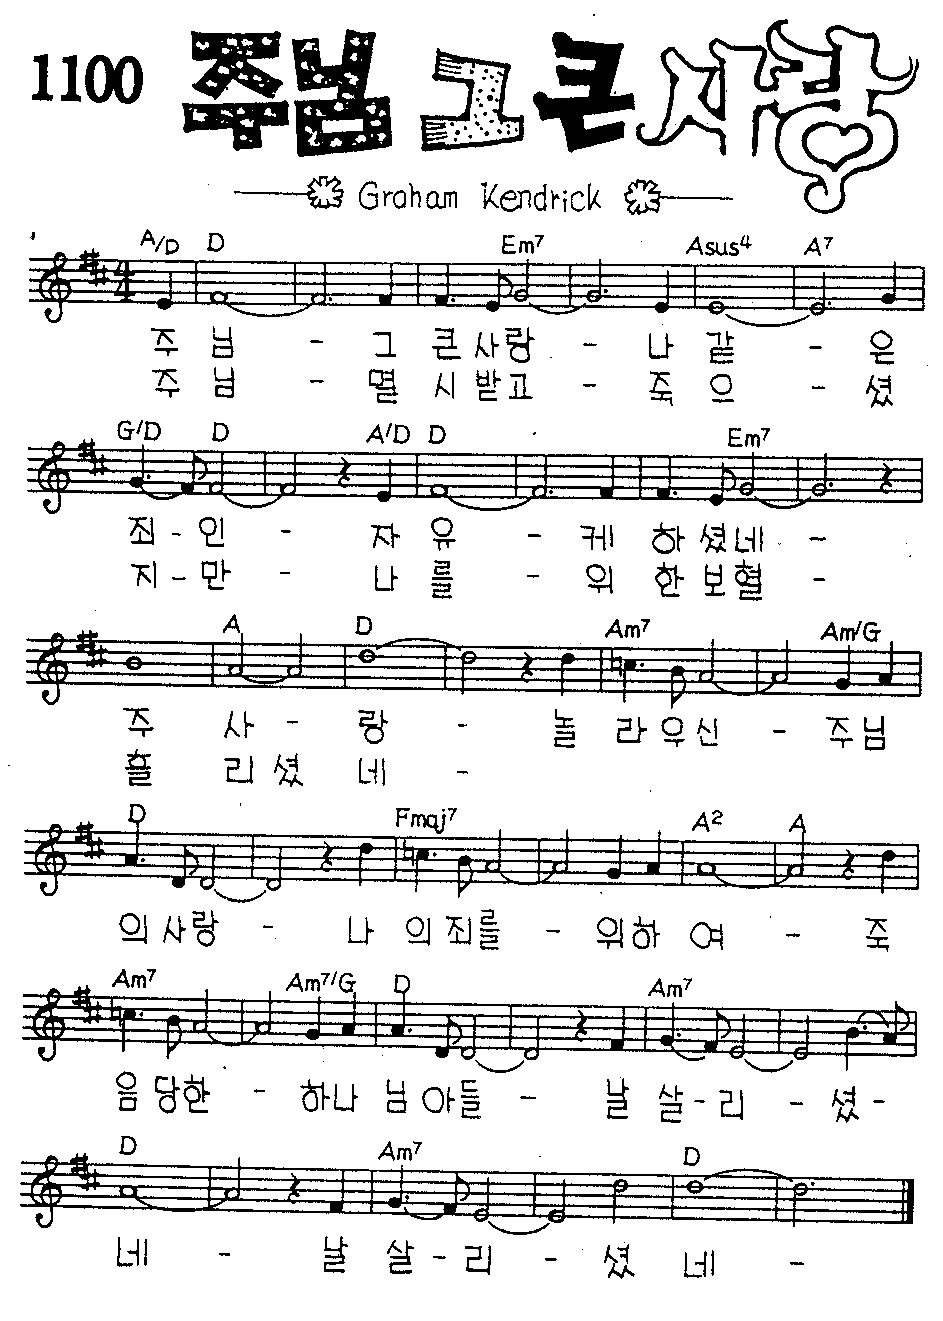 1100 주님 그 큰 사랑
Graham Kendrick
A/D D Em7 Asus4 A7
주 님 - 그 큰 사랑 - 나 같 - 은
주 님 - 멸 시 받고 - 죽 으 - 셨
G/D D A/D D Em7
죄 - 인 - 자 유 - 케 하 셨네 -
지 - 만 - 나 를 - 위 한 보혈 -
A D Am7 Am/G
주 사 - 랑 - 놀 라 우신 - 주님
흘 리 셨 네 -
D Fmaj7 A2 A
의 사랑 - 나 의 죄를 - 위하 여 - 죽
Am7 Am7/G D Am7
음 당한 - 하나 님 아들 - 날 살 - 리 - 셨 -
D Am7 D
네 - 날 살 - 리 - 셨 네 -